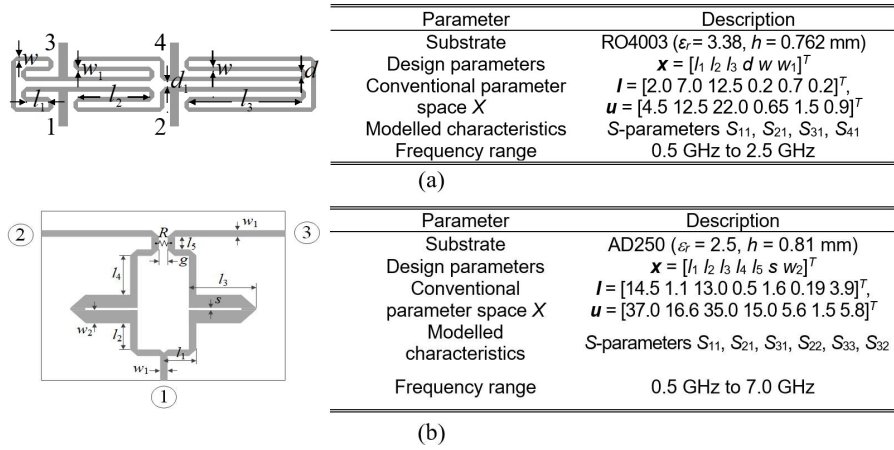 3 4
w w₁ w d₁ d
l₁ l₂ l₃
1 2
Parameter Description
Substrate RO4003 (εr = 3.38, h = 0.762 mm)
Design parameters x = [l₁ l₂ l₃ d w w₁]ᵀ
Conventional parameter l = [2.0 7.0 12.5 0.2 0.7 0.2]ᵀ,
space X u = [4.5 12.5 22.0 0.65 1.5 0.9]ᵀ
Modelled characteristics S-parameters S₁₁, S₂₁, S₃₁, S₄₁
Frequency range 0.5 GHz to 2.5 GHz
(a)
2 R w₁ 3
l₅
g
l₄ l₃
s
w₂
l₂
l₁
w₁
1
Parameter Description
Substrate AD250 (εr = 2.5, h = 0.81 mm)
Design parameters x = [l₁ l₂ l₃ l₄ l₅ s w₂]ᵀ
Conventional l = [14.5 1.1 13.0 0.5 1.6 0.19 3.9]ᵀ,
parameter space X u = [37.0 16.6 35.0 15.0 5.6 1.5 5.8]ᵀ
Modelled
characteristics S-parameters S₁₁, S₂₁, S₃₁, S₂₂, S₃₃, S₃₂
Frequency range 0.5 GHz to 7.0 GHz
(b)